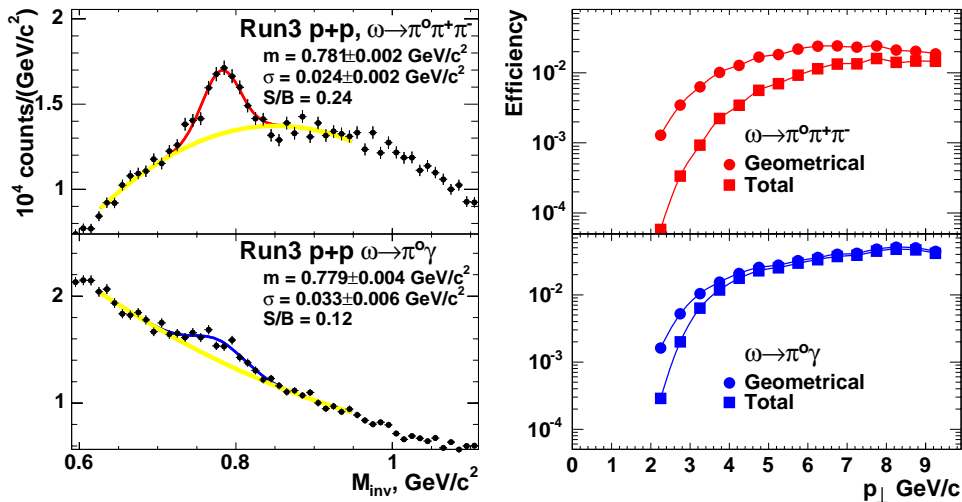 Run3 p+p, ω→π⁰π⁺π⁻
m = 0.781±0.002 GeV/c²
σ = 0.024±0.002 GeV/c²
S/B = 0.24
10⁴ counts/(GeV/c²)
1.5
1
Run3 p+p ω→π⁰γ
m = 0.779±0.004 GeV/c²
σ = 0.033±0.006 GeV/c²
S/B = 0.12
2
1
0.6 0.8 1 1.2
M_inv, GeV/c²
Efficiency
10⁻²
10⁻³
10⁻⁴
ω→π⁰π⁺π⁻
Geometrical
Total
10⁻²
10⁻³
10⁻⁴
ω→π⁰γ
Geometrical
Total
0 1 2 3 4 5 6 7 8 9 10
p⊥ GeV/c